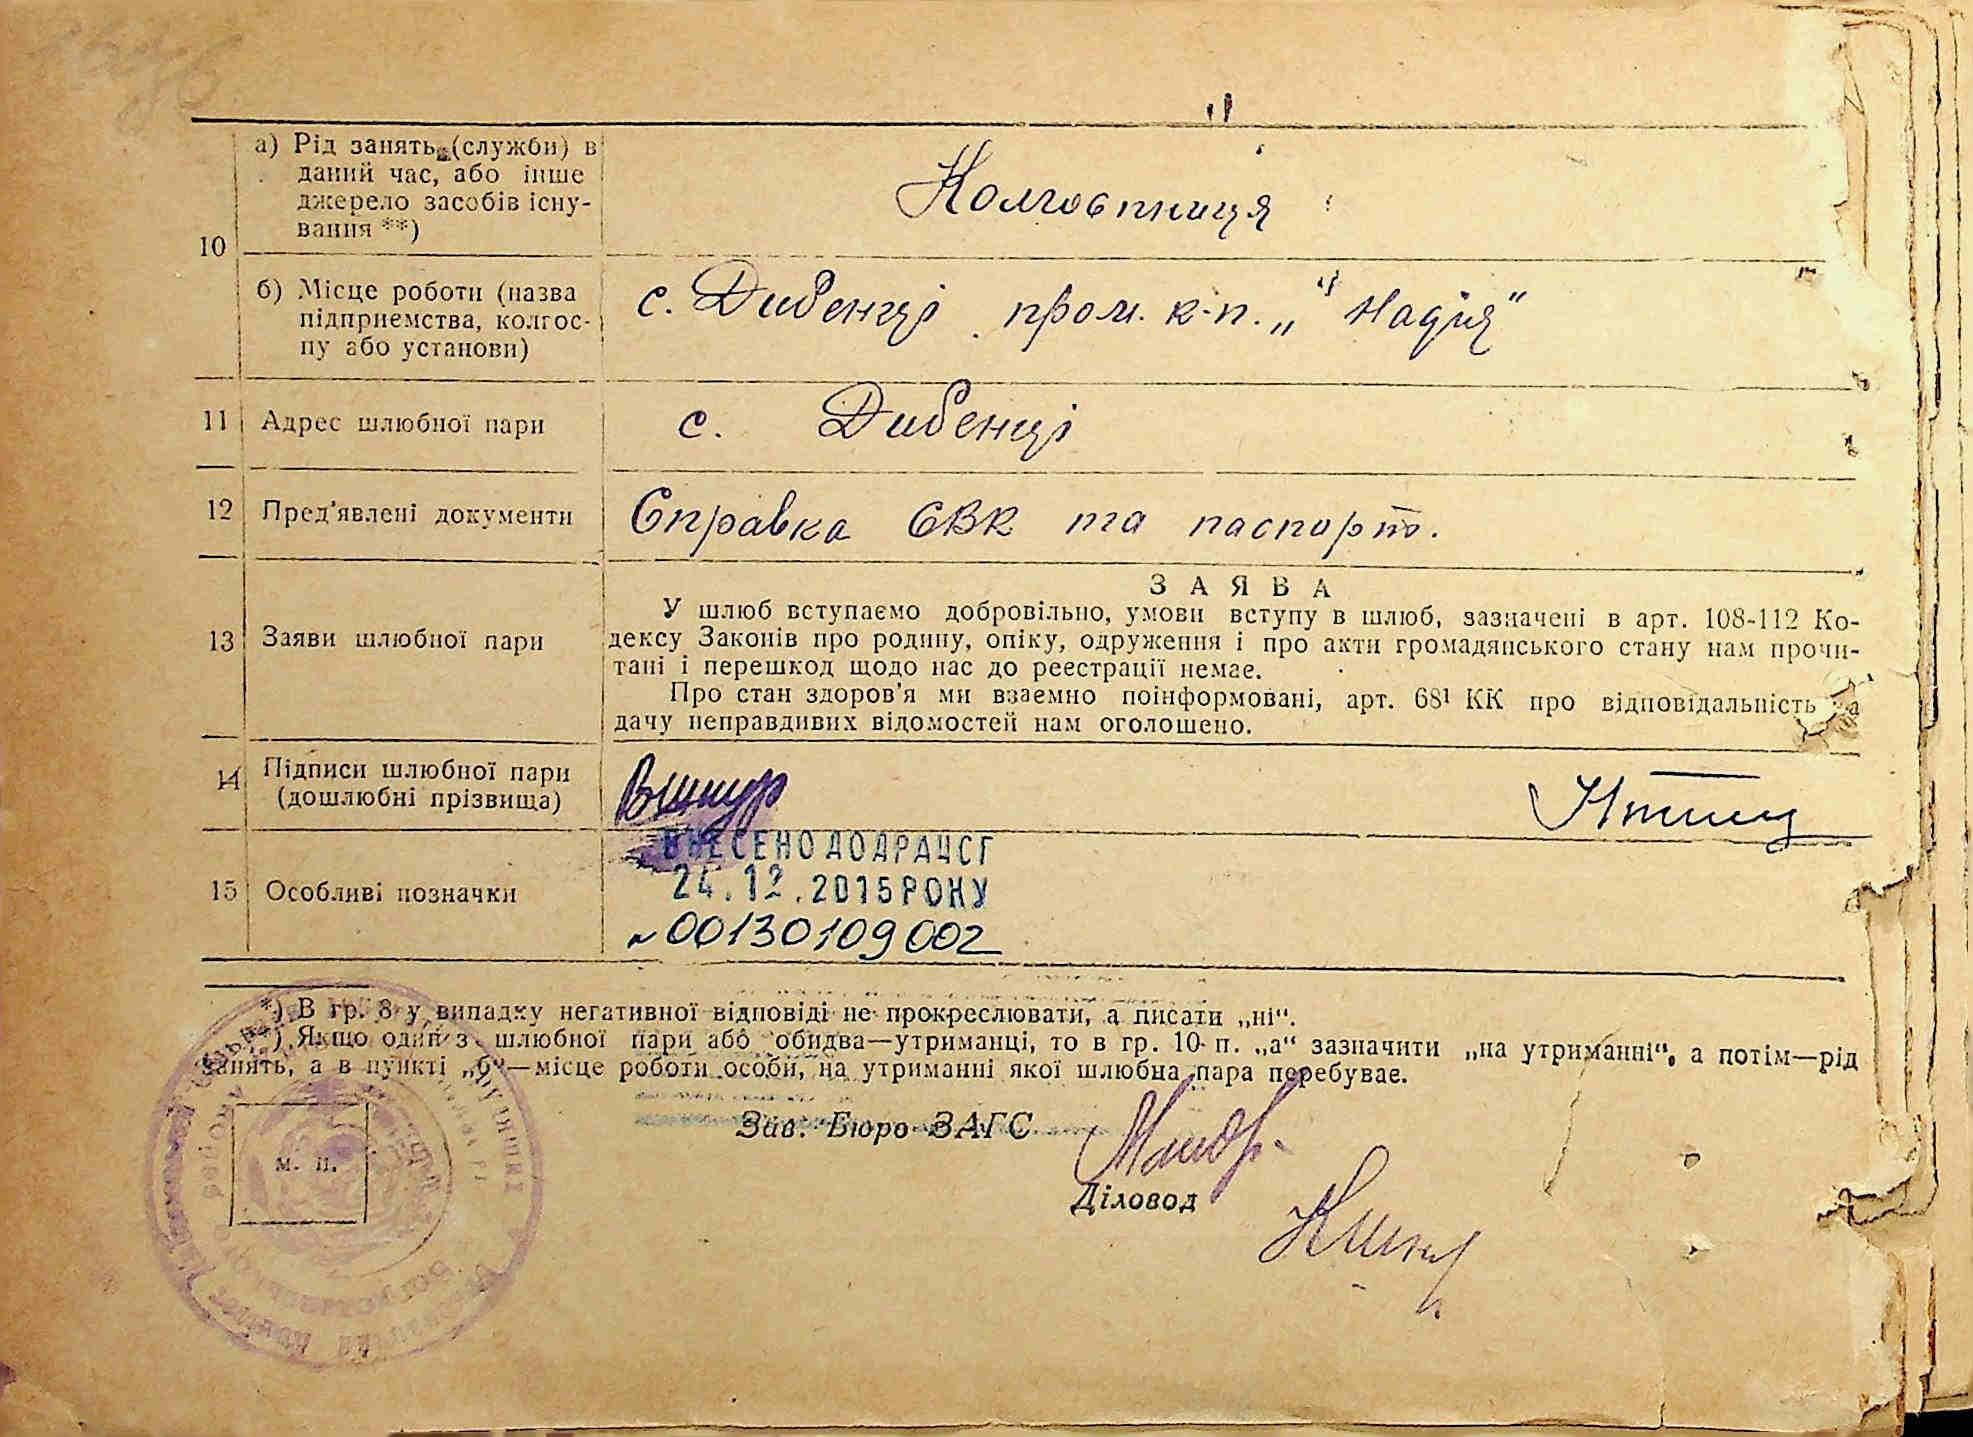 10
а) Рід занять (служби) в
даний час, або інше
джерело засобів існу-
вання **)
Колгоспниця
б) Місце роботи (назва
підприємства, колгос-
пу або установи)
с. Дибенці пром. к-п. „Надія“
11 Адрес шлюбної пари
с. Дибенці
12 Пред'явлені документи
Справка ЄВК та паспорт.
13 Заяви шлюбної пари
ЗАЯВА
У шлюб вступаємо добровільно, умови вступу в шлюб, зазначені в арт. 108-112 Ко-
дексу Законів про родину, опіку, одруження і про акти громадянського стану нам прочи-
тані і перешкод щодо нас до реєстрації немає.
Про стан здоров'я ми взаємно поінформовані, арт. 68¹ КК про відповідальність за
дачу неправдивих відомостей нам оголошено.
14 Підписи шлюбної пари
(дошлюбні прізвища)
15 Особливі позначки
ВНЕСЕНО ДО ДРАЦСГ
24.12.2015 РОКУ
№ 00130109002
*) В гр. 8 у випадку негативної відповіді не прокреслювати, а писати „ні“.
**) Якщо один з шлюбної пари або обидва—утриманці, то в гр. 10 п. „а“ зазначити „на утриманні“, а потім—рід
занять, а в пункті „б“—місце роботи особи, на утриманні якої шлюбна пара перебуває.
Зав. Бюро ЗАГС
м. п.
Діловод